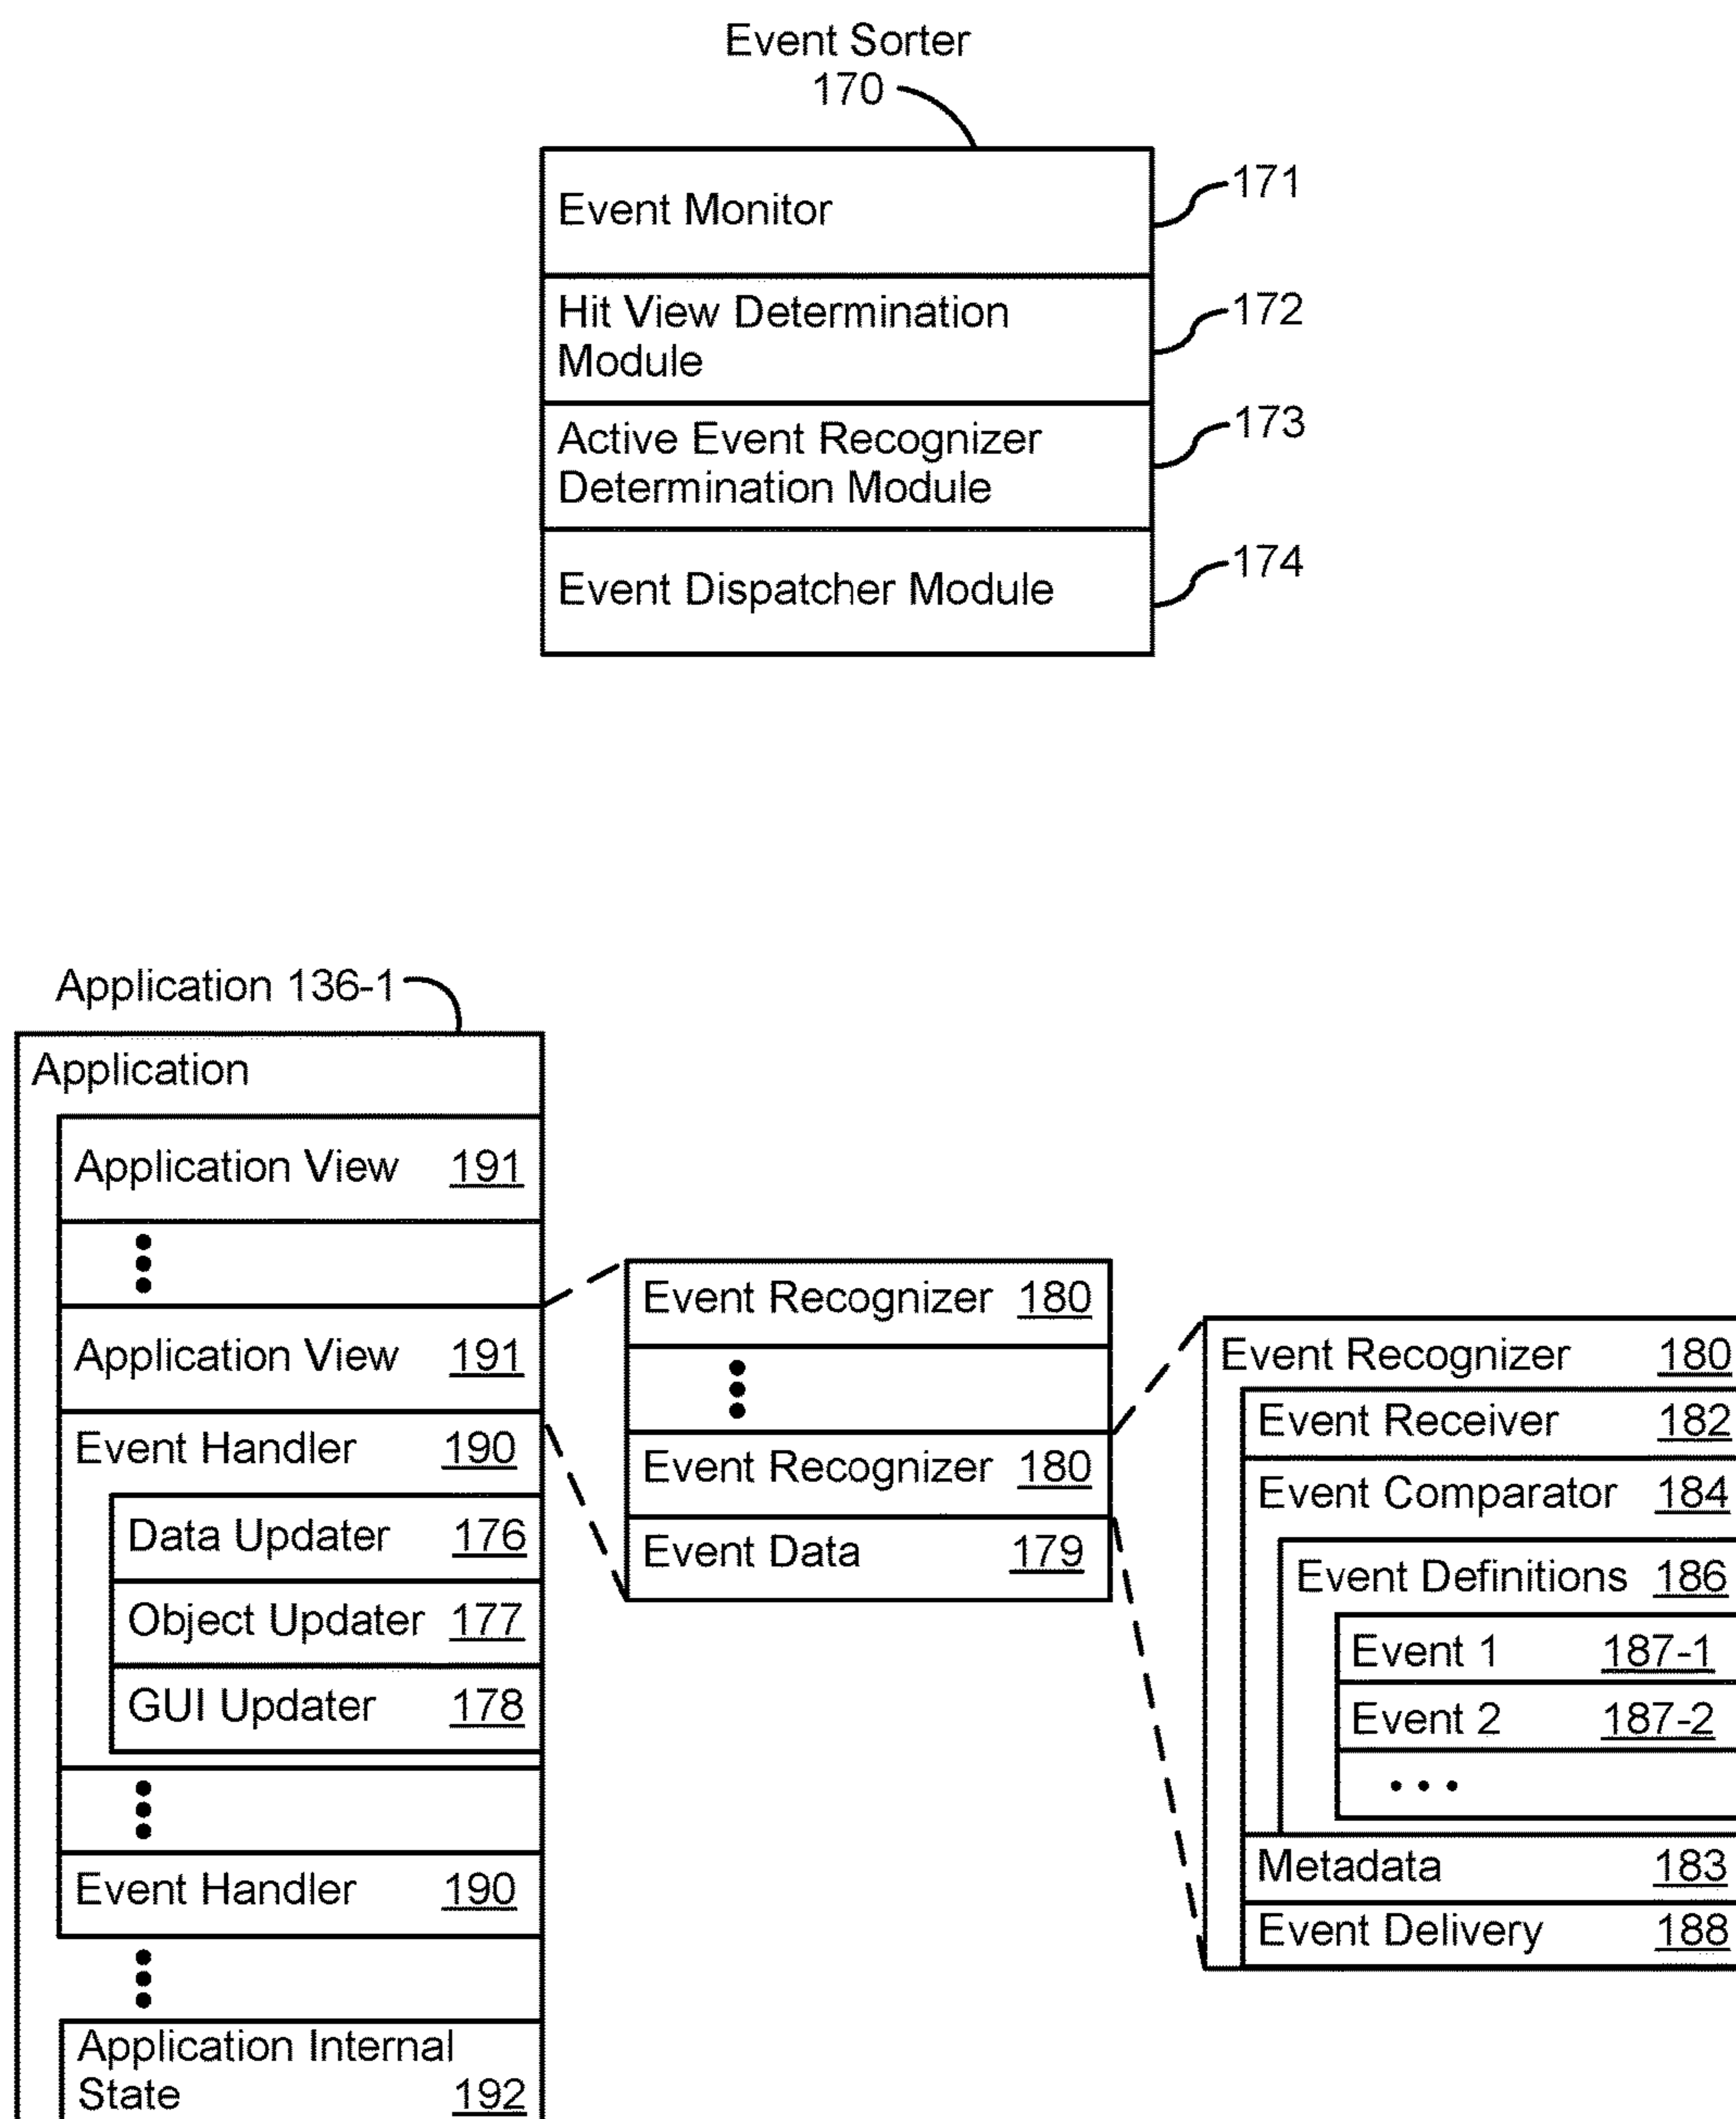 Event Sorter
170
Event Monitor
171
Hit View Determination
Module
172
Active Event Recognizer
Determination Module
173
Event Dispatcher Module
174
Application 136-1
Application
Application View 191
Application View 191
Event Handler 190
Data Updater 176
Object Updater 177
GUI Updater 178
Event Handler 190
Application Internal
State 192
Event Recognizer 180
Event Recognizer 180
Event Data 179
Event Recognizer 180
Event Receiver 182
Event Comparator 184
Event Definitions 186
Event 1 187-1
Event 2 187-2
• • •
Metadata 183
Event Delivery 188